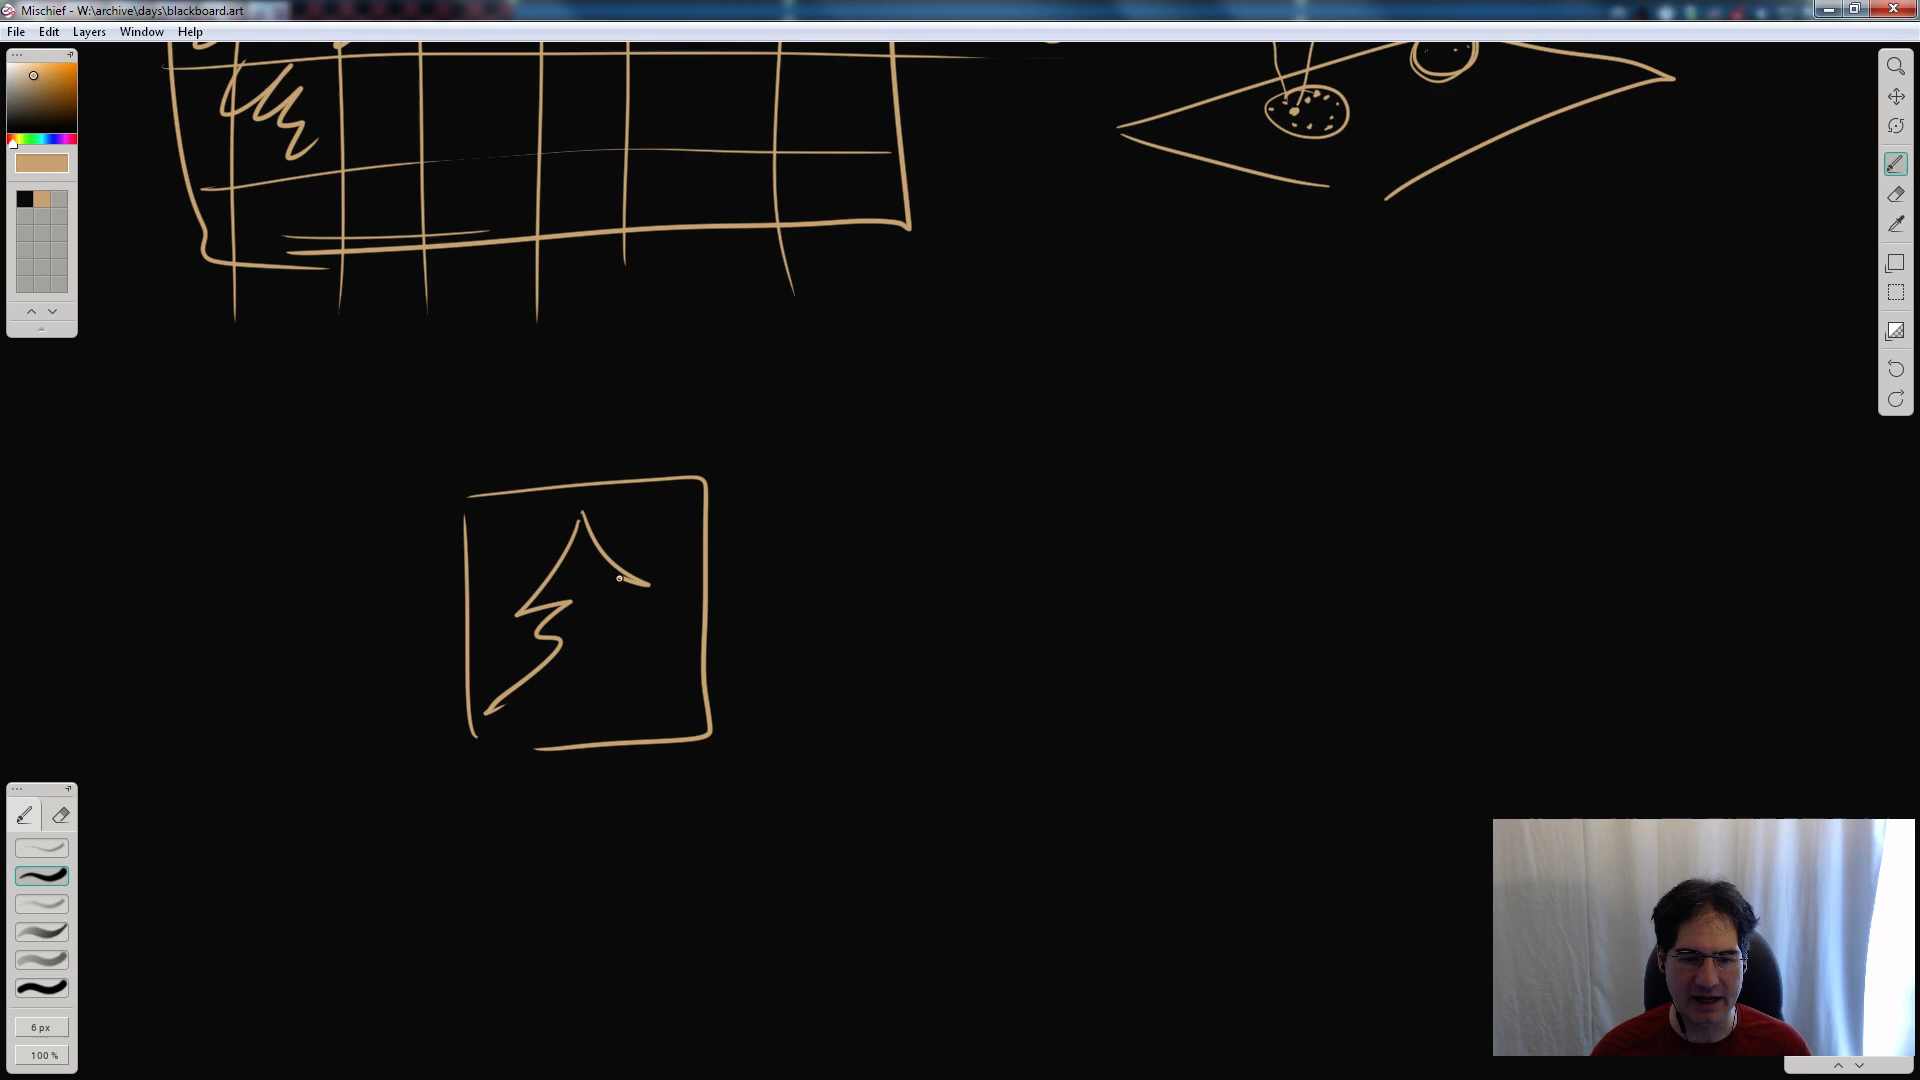 Mischief - W:\archive\days\blackboard.art
File Edit Layers Window Help
6 px
100 %